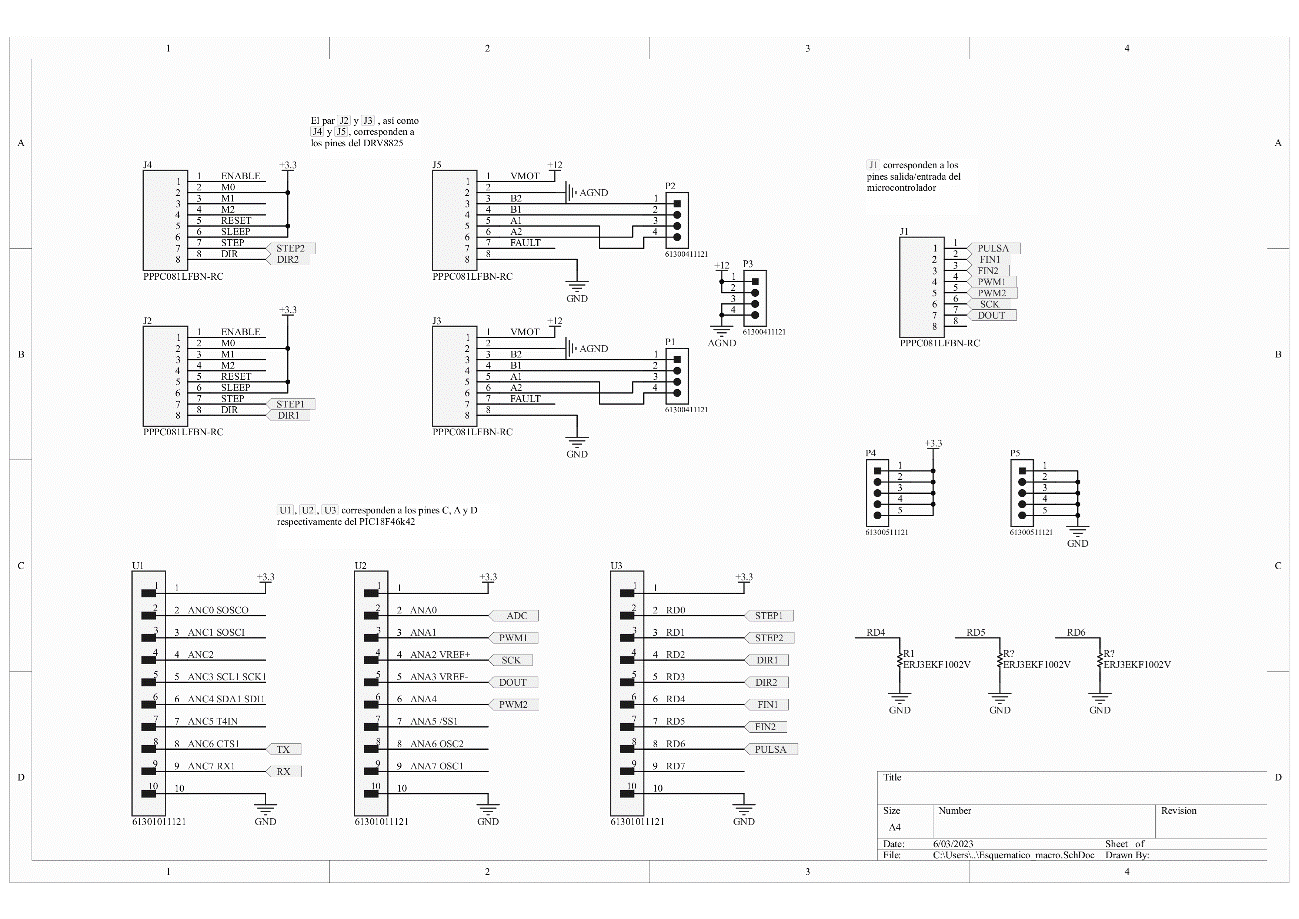 1 2 3 4
A A
B B
C C
D D
El par J2 y J3 , así como
J4 y J5, corresponden a
los pines del DRV8825
J4
+3.3
1 1 ENABLE
2 2 M0
3 3 M1
4 4 M2
5 5 RESET
6 6 SLEEP
7 7 STEP STEP2
8 8 DIR DIR2
PPPC081LFBN-RC
J5
+12
1 1 VMOT
2 2 AGND
3 3 B2
4 4 B1
5 5 A1
6 6 A2
7 7 FAULT
8 8
PPPC081LFBN-RC
GND
P2
1
2
3
4
61300411121
+12 P3
1
2
3
4
61300411121
AGND
J1 corresponden a los
pines salida/entrada del
microcontrolador
J1
1 1 PULSA
2 2 FIN1
3 3 FIN2
4 4 PWM1
5 5 PWM2
6 6 SCK
7 7 DOUT
8 8
PPPC081LFBN-RC
J2
+3.3
1 1 ENABLE
2 2 M0
3 3 M1
4 4 M2
5 5 RESET
6 6 SLEEP
7 7 STEP STEP1
8 8 DIR DIR1
PPPC081LFBN-RC
J3
+12
1 1 VMOT
2 2 AGND
3 3 B2
4 4 B1
5 5 A1
6 6 A2
7 7 FAULT
8 8
PPPC081LFBN-RC
GND
P1
1
2
3
4
61300411121
P4
+3.3
1
2
3
4
5
61300511121
P5
1
2
3
4
5
61300511121
GND
U1, U2, U3 corresponden a los pines C, A y D
respectivamente del PIC18F46k42
U1
+3.3
1 1
2 2 ANC0 SOSCO
3 3 ANC1 SOSCI
4 4 ANC2
5 5 ANC3 SCL1 SCK1
6 6 ANC4 SDA1 SDI1
7 7 ANC5 T4IN
8 8 ANC6 CTS1 TX
9 9 ANC7 RX1 RX
10 10
61301011121
GND
U2
+3.3
1 1
2 2 ANA0 ADC
3 3 ANA1 PWM1
4 4 ANA2 VREF+ SCK
5 5 ANA3 VREF- DOUT
6 6 ANA4 PWM2
7 7 ANA5 /SS1
8 8 ANA6 OSC2
9 9 ANA7 OSC1
10 10
61301011121
GND
U3
+3.3
1 1
2 2 RD0 STEP1
3 3 RD1 STEP2
4 4 RD2 DIR1
5 5 RD3 DIR2
6 6 RD4 FIN1
7 7 RD5 FIN2
8 8 RD6 PULSA
9 9 RD7
10 10
61301011121
GND
RD4
R1
ERJ3EKF1002V
GND
RD5
R?
ERJ3EKF1002V
GND
RD6
R?
ERJ3EKF1002V
GND
Title
Size Number Revision
A4
Date: 6/03/2023 Sheet of
File: C:\Users\..\Esquematico_macro.SchDoc Drawn By:
1 2 3 4